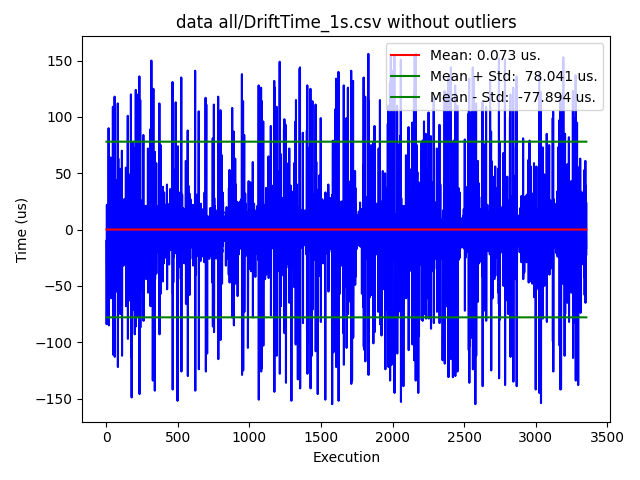 data all/DriftTime_1s.csv without outliers
Mean: 0.073 us.
Mean + Std:  78.041 us.
Mean - Std: -77.894 us.
150
100
50
0
−50
−100
−150
Time (us)
0 500 1000 1500 2000 2500 3000 3500
Execution